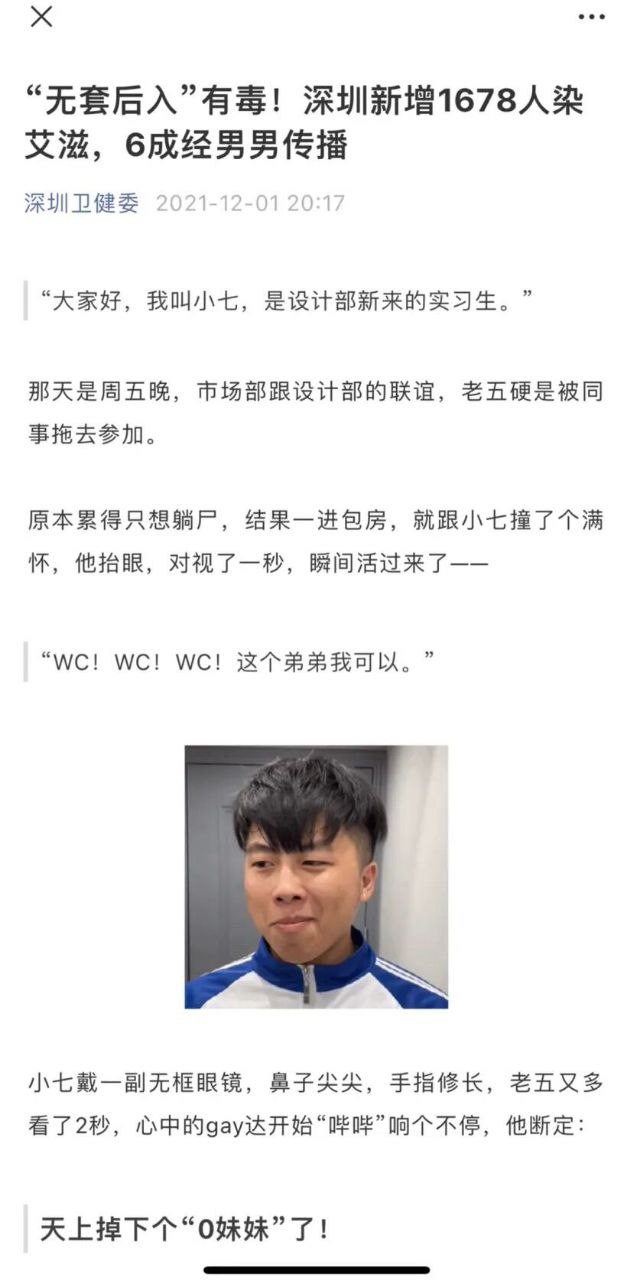 “无套后入”有毒！深圳新增1678人染
艾滋，6成经男男传播
深圳卫健委 2021-12-01 20:17
“大家好，我叫小七，是设计部新来的实习生。”
那天是周五晚，市场部跟设计部的联谊，老五硬是被同
事拖去参加。
原本累得只想躺尸，结果一进包房，就跟小七撞了个满
怀，他抬眼，对视了一秒，瞬间活过来了——
“WC！WC！WC！这个弟弟我可以。”
小七戴一副无框眼镜，鼻子尖尖，手指修长，老五又多
看了2秒，心中的gay达开始“哔哔”响个不停，他断定：
天上掉下个“0妹妹”了！